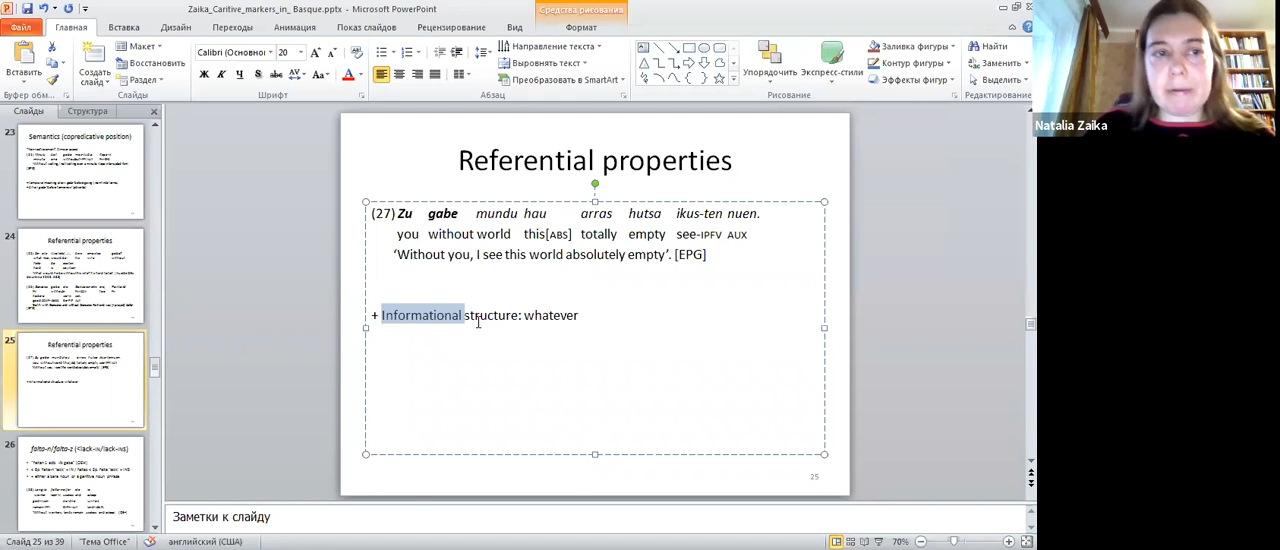 Zaika_Caritive_markers_in_ Basque.pptx - Microsoft PowerPoint
Средства рисования
Файл Главная Вставка Дизайн Переходы Анимация Показ слайдов Рецензирование Вид Формат
Вставить
Буфер обм...
Создать слайд
Макет
Восстановить
Раздел
Слайды
Calibri (Основно 20
Шрифт
Направление текста
Выровнять текст
Преобразовать в SmartArt
Абзац
Упорядочить
Экспресс-стили
Заливка фигуры
Контур фигуры
Эффекты фигур
Рисование
Найти
Заменить
Выделить
Редактирование
Слайды Структура
23
Semantics (copredicative position)
24
Referential properties
25
Referential properties
26
falta-n/falta-z (<lack-IN/lack-INS)
Referential properties
(27) Zu gabe mundu hau arras hutsa ikus-ten nuen.
you without world this[ABS] totally empty see-IPFV AUX
‘Without you, I see this world absolutely empty’. [EPG]
+ Informational structure: whatever
25
Заметки к слайду
Слайд 25 из 39 "Тема Office" английский (США) 70%
Natalia Zaika